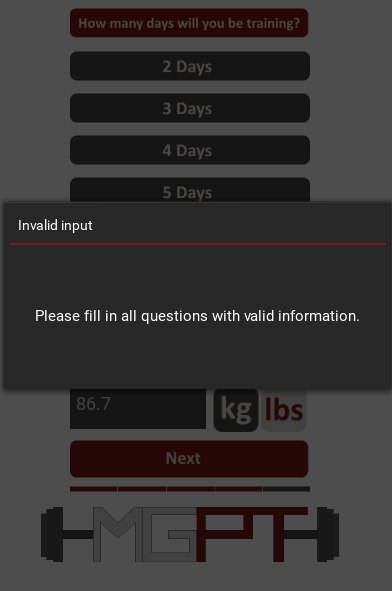 How many days will you be training?
2 Days
3 Days
4 Days
5 Days
Invalid input
Please fill in all questions with valid information.
86.7
kg
lbs
Next
MGPT